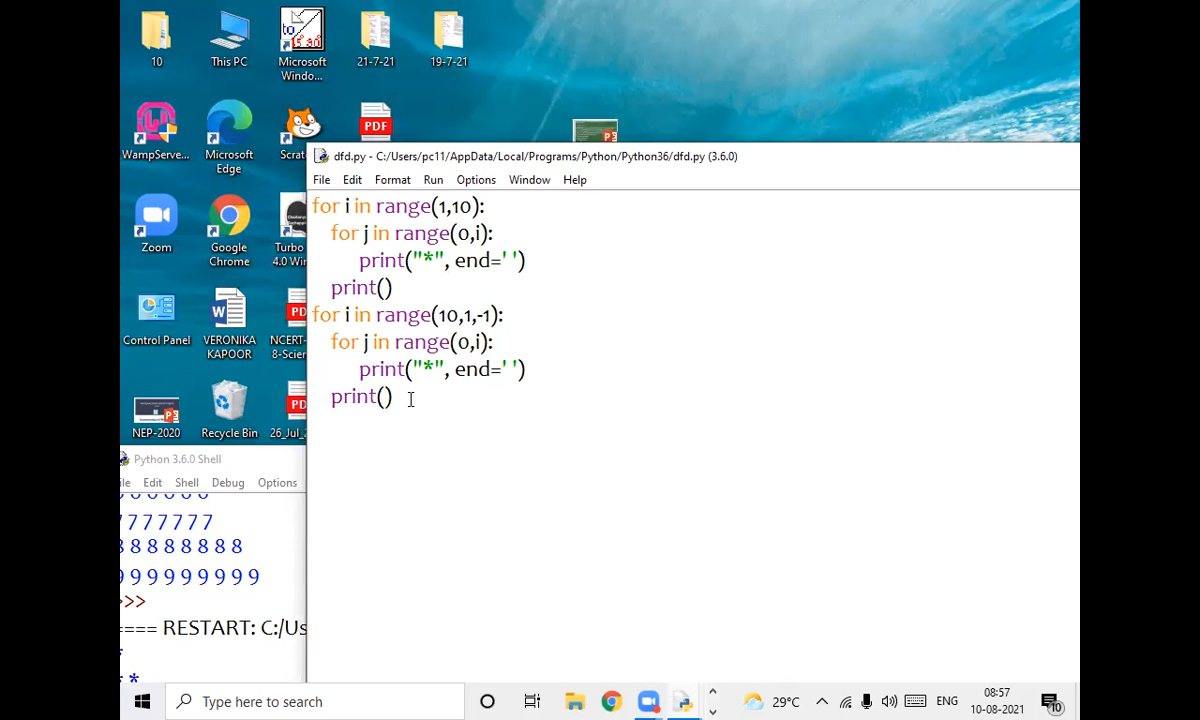 10
This PC
Microsoft
Windo...
21-7-21
19-7-21
WampServe...
Microsoft
Edge
Scrat
PDF
dfd.py - C:/Users/pc11/AppData/Local/Programs/Python/Python36/dfd.py (3.6.0)
File Edit Format Run Options Window Help
for i in range(1,10):
for j in range(0,i):
print("*", end=' ')
print()
for i in range(10,1,-1):
for j in range(0,i):
print("*", end=' ')
print()
Zoom
Google
Chrome
Turbo
4.0 Win
Control Panel
VERONIKA
KAPOOR
NCERT-
8-Scien
NEP-2020
Recycle Bin
26_Jul_
Python 3.6.0 Shell
ile Edit Shell Debug Options
7 7 7 7 7 7 7
8 8 8 8 8 8 8 8
9 9 9 9 9 9 9 9 9
>>>
==== RESTART: C:/Us
*
* *
Type here to search
29°C
ENG
08:57
10-08-2021
10